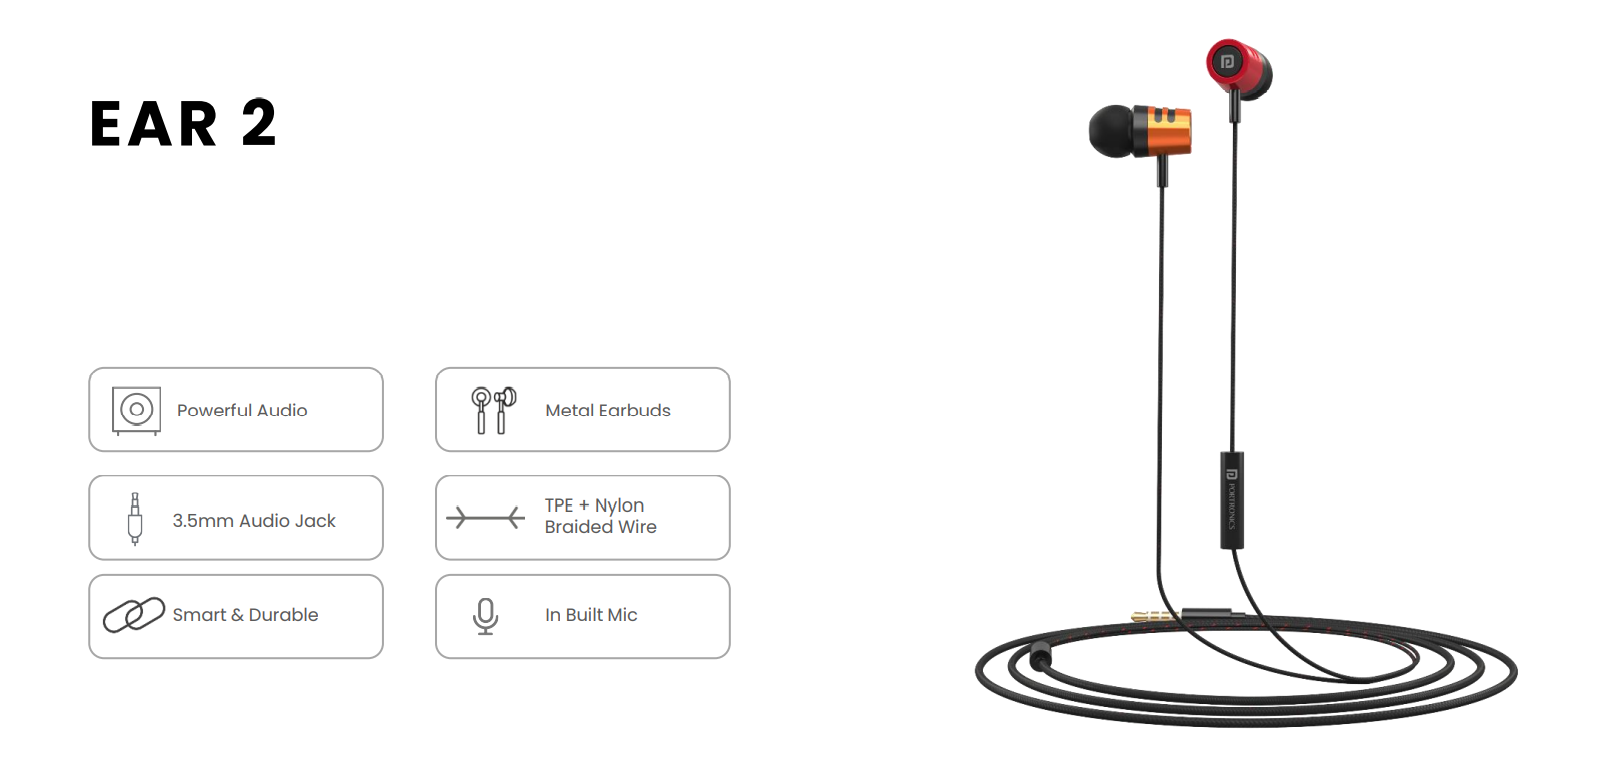 EAR 2
Powerful Audio
Metal Earbuds
3.5mm Audio Jack
TPE + Nylon
Braided Wire
Smart & Durable
In Built Mic
PORTRONICS